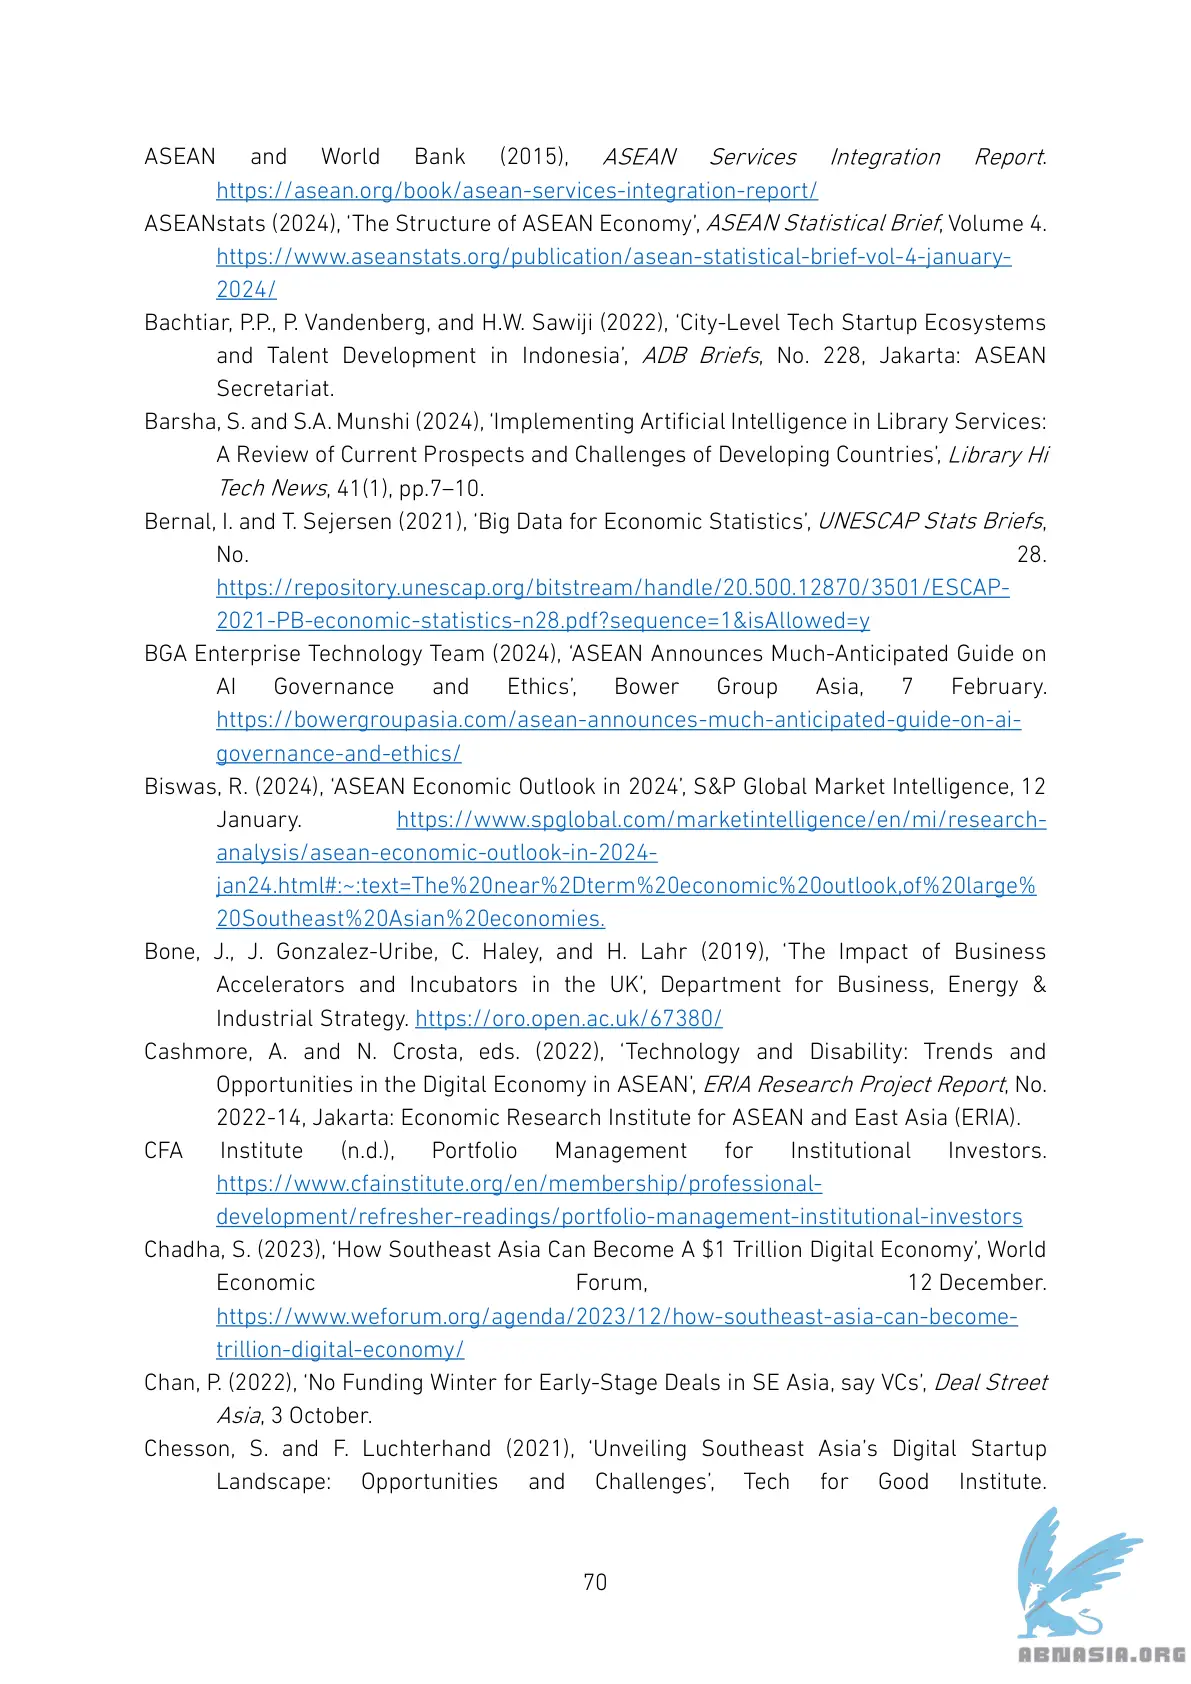 ASEAN and World Bank (2015), ASEAN Services Integration Report.
https://asean.org/book/asean-services-integration-report/
ASEANstats (2024), ‘The Structure of ASEAN Economy’, ASEAN Statistical Brief, Volume 4.
https://www.aseanstats.org/publication/asean-statistical-brief-vol-4-january-
2024/
Bachtiar, P.P., P. Vandenberg, and H.W. Sawiji (2022), ‘City-Level Tech Startup Ecosystems
and Talent Development in Indonesia’, ADB Briefs, No. 228, Jakarta: ASEAN
Secretariat.
Barsha, S. and S.A. Munshi (2024), ‘Implementing Artificial Intelligence in Library Services:
A Review of Current Prospects and Challenges of Developing Countries’, Library Hi
Tech News, 41(1), pp.7–10.
Bernal, I. and T. Sejersen (2021), ‘Big Data for Economic Statistics’, UNESCAP Stats Briefs,
No. 28.
https://repository.unescap.org/bitstream/handle/20.500.12870/3501/ESCAP-
2021-PB-economic-statistics-n28.pdf?sequence=1&isAllowed=y
BGA Enterprise Technology Team (2024), ‘ASEAN Announces Much-Anticipated Guide on
AI Governance and Ethics’, Bower Group Asia, 7 February.
https://bowergroupasia.com/asean-announces-much-anticipated-guide-on-ai-
governance-and-ethics/
Biswas, R. (2024), ‘ASEAN Economic Outlook in 2024’, S&P Global Market Intelligence, 12
January. https://www.spglobal.com/marketintelligence/en/mi/research-
analysis/asean-economic-outlook-in-2024-
jan24.html#:~:text=The%20near%2Dterm%20economic%20outlook,of%20large%
20Southeast%20Asian%20economies.
Bone, J., J. Gonzalez-Uribe, C. Haley, and H. Lahr (2019), ‘The Impact of Business
Accelerators and Incubators in the UK’, Department for Business, Energy &
Industrial Strategy. https://oro.open.ac.uk/67380/
Cashmore, A. and N. Crosta, eds. (2022), ‘Technology and Disability: Trends and
Opportunities in the Digital Economy in ASEAN’, ERIA Research Project Report, No.
2022-14, Jakarta: Economic Research Institute for ASEAN and East Asia (ERIA).
CFA Institute (n.d.), Portfolio Management for Institutional Investors.
https://www.cfainstitute.org/en/membership/professional-
development/refresher-readings/portfolio-management-institutional-investors
Chadha, S. (2023), ‘How Southeast Asia Can Become A $1 Trillion Digital Economy’, World
Economic Forum, 12 December.
https://www.weforum.org/agenda/2023/12/how-southeast-asia-can-become-
trillion-digital-economy/
Chan, P. (2022), ‘No Funding Winter for Early-Stage Deals in SE Asia, say VCs’, Deal Street
Asia, 3 October.
Chesson, S. and F. Luchterhand (2021), ‘Unveiling Southeast Asia’s Digital Startup
Landscape: Opportunities and Challenges’, Tech for Good Institute.
70
ABNASIA.ORG